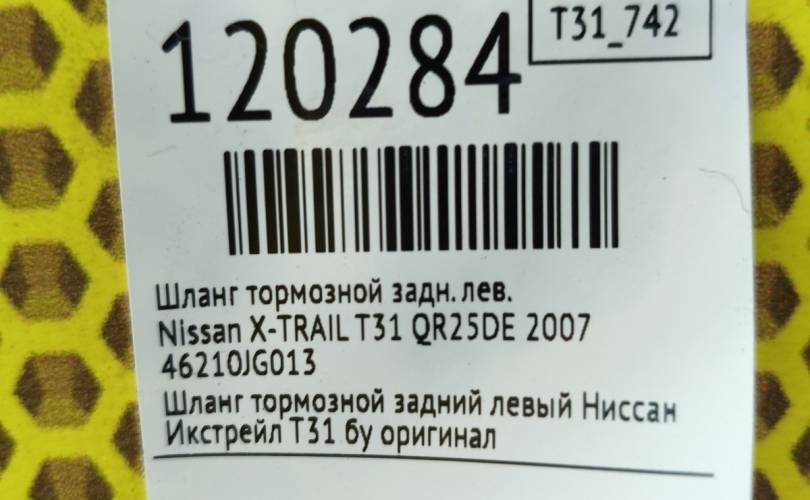 T31_742
120284
Шланг тормозной задн. лев.
Nissan X-TRAIL T31 QR25DE 2007
46210JG013
Шланг тормозной задний левый Ниссан
Икстрейл Т31 бу оригинал